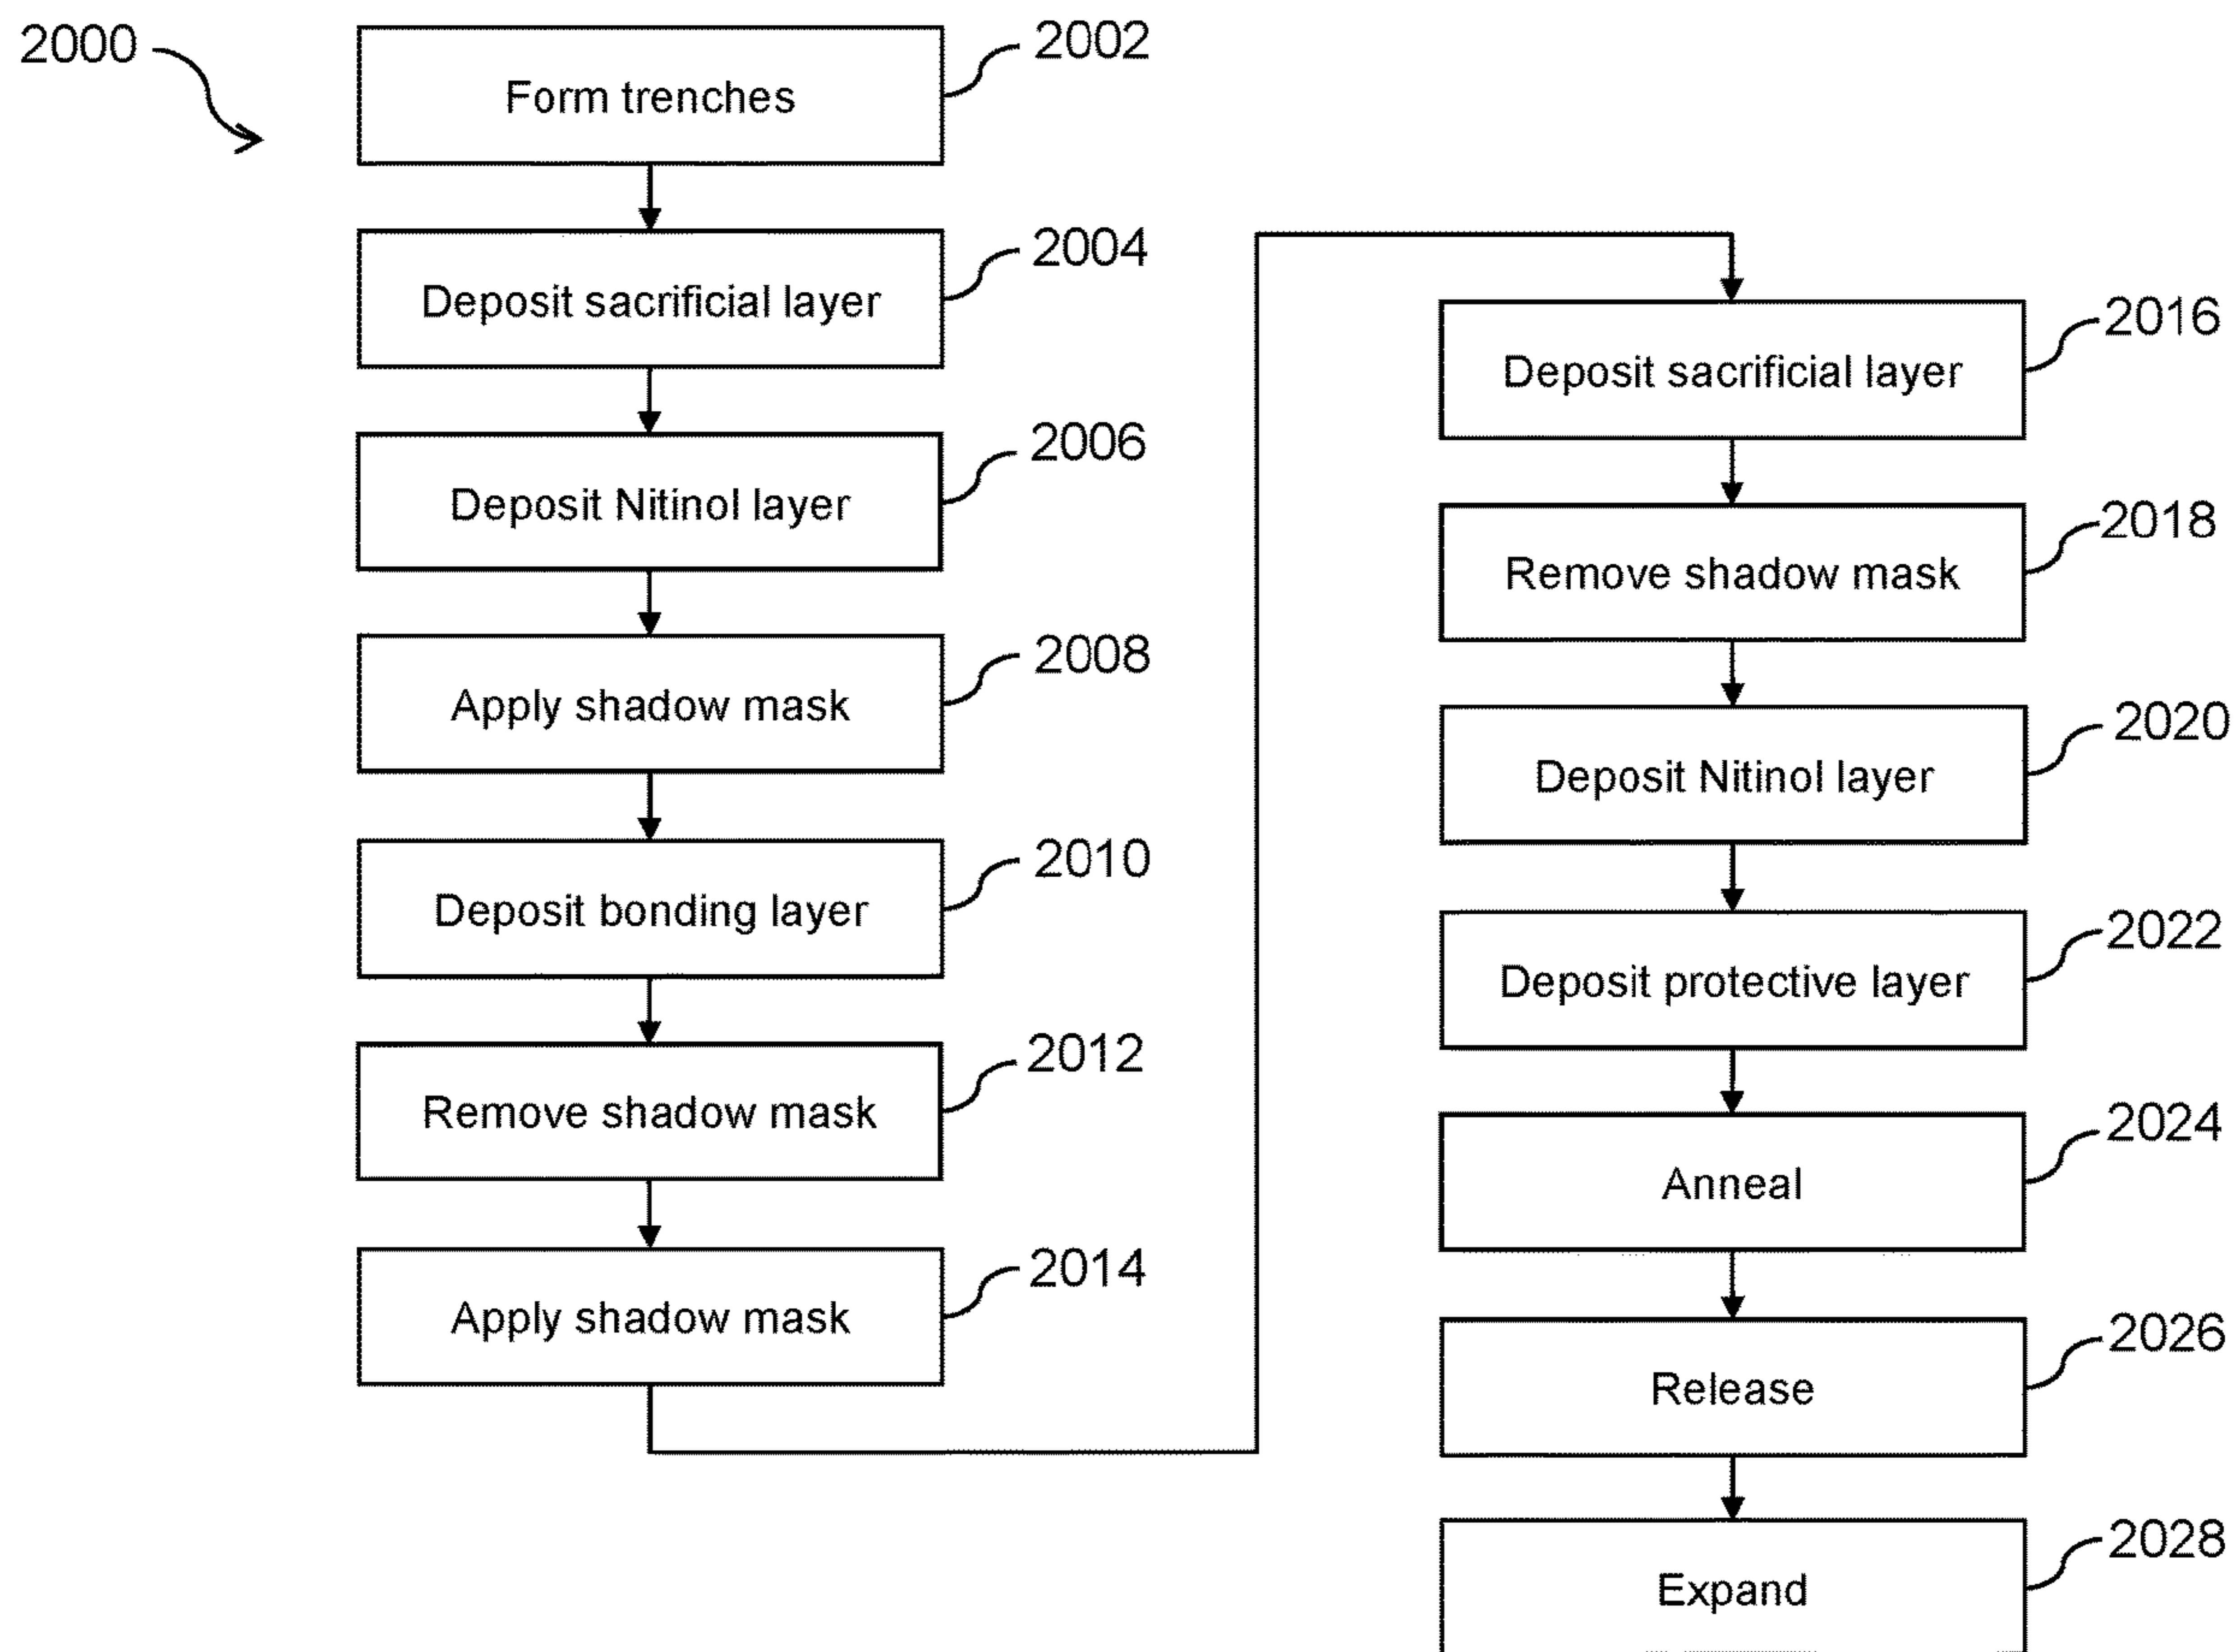 2000
Form trenches
2002
Deposit sacrificial layer
2004
Deposit Nitinol layer
2006
Apply shadow mask
2008
Deposit bonding layer
2010
Remove shadow mask
2012
Apply shadow mask
2014
Deposit sacrificial layer
2016
Remove shadow mask
2018
Deposit Nitinol layer
2020
Deposit protective layer
2022
Anneal
2024
Release
2026
Expand
2028